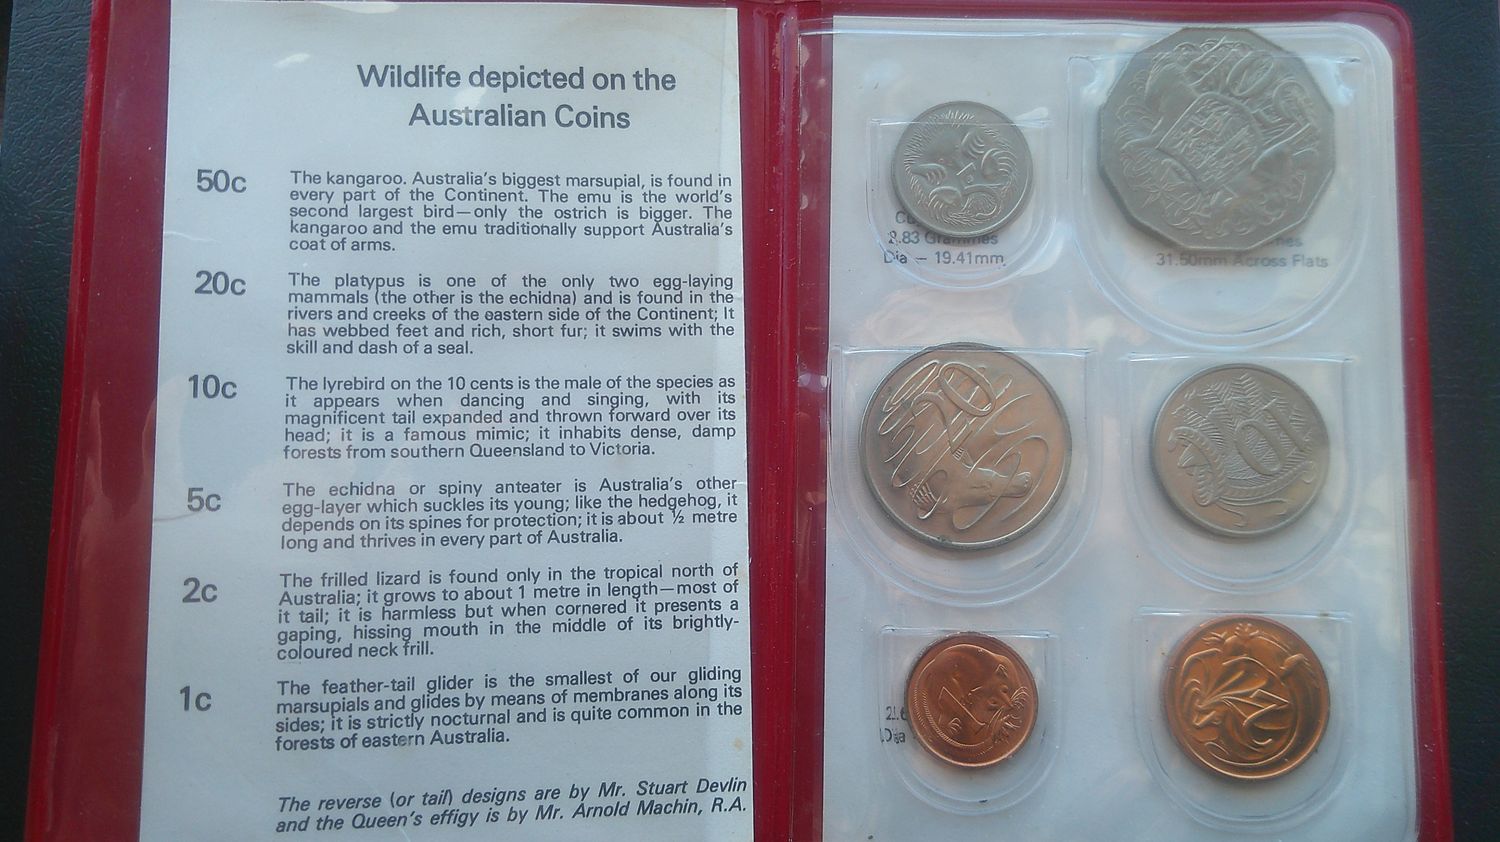 Wildlife depicted on the
Australian Coins
50c
The kangaroo. Australia's biggest marsupial, is found in
every part of the Continent. The emu is the world's
second largest bird—only the ostrich is bigger. The
kangaroo and the emu traditionally support Australia's
coat of arms.
20c
The platypus is one of the only two egg-laying
mammals (the other is the echidna) and is found in the
rivers and creeks of the eastern side of the Continent; It
has webbed feet and rich, short fur; it swims with the
skill and dash of a seal.
10c
The lyrebird on the 10 cents is the male of the species as
it appears when dancing and singing, with its
magnificent tail expanded and thrown forward over its
head; it is a famous mimic; it inhabits dense, damp
forests from southern Queensland to Victoria.
5c
The echidna or spiny anteater is Australia's other
egg-layer which suckles its young; like the hedgehog, it
depends on its spines for protection; it is about ½ metre
long and thrives in every part of Australia.
2c
The frilled lizard is found only in the tropical north of
Australia; it grows to about 1 metre in length—most of
it tail; it is harmless but when cornered it presents a
gaping, hissing mouth in the middle of its brightly-
coloured neck frill.
1c
The feather-tail glider is the smallest of our gliding
marsupials and glides by means of membranes along its
sides; it is strictly nocturnal and is quite common in the
forests of eastern Australia.
The reverse (or tail) designs are by Mr. Stuart Devlin
and the Queen's effigy is by Mr. Arnold Machin, R.A.
5
50
2.83 Grammes
Dia — 19.41mm
31.50mm Across Flats
20
10
1
2
Dia